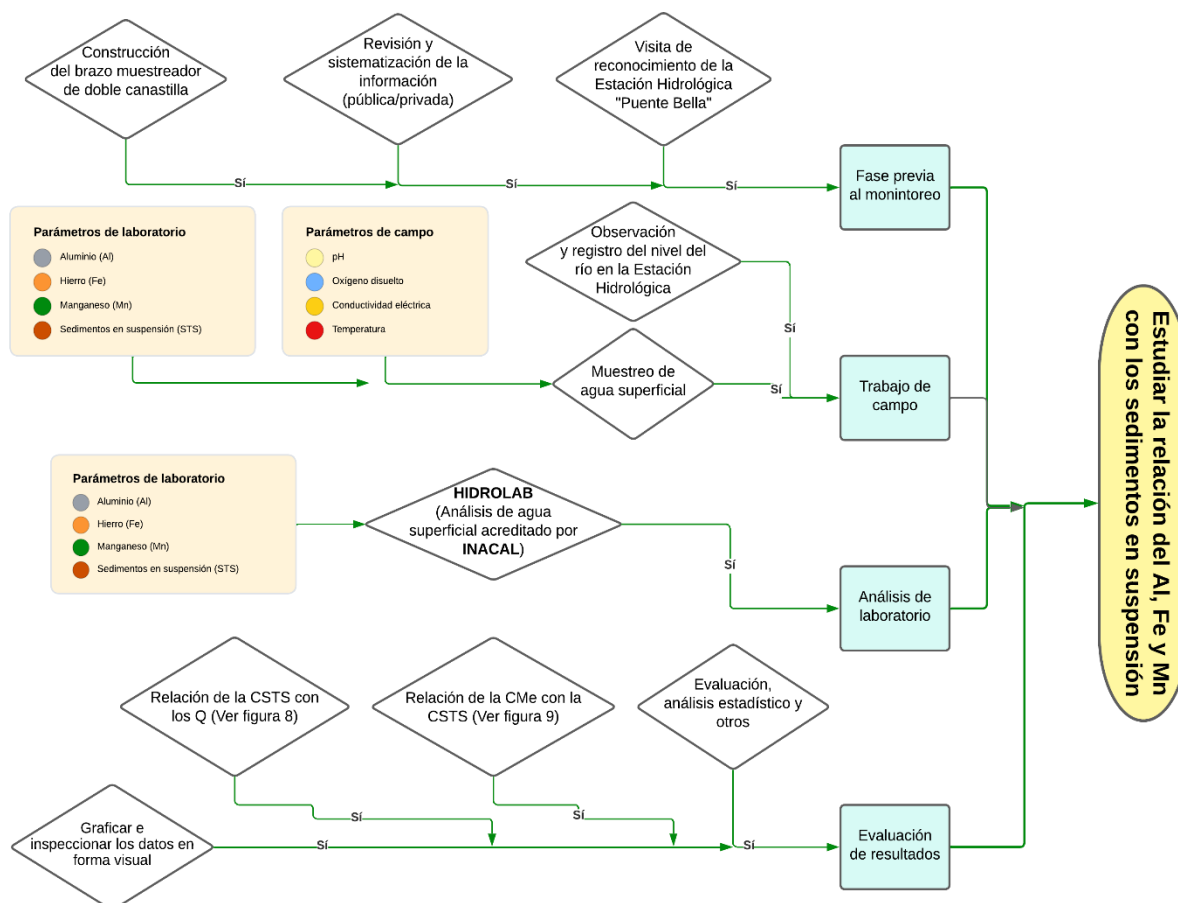 Construcción
del brazo muestreador
de doble canastilla
Revisión y
sistematización de la
información
(pública/privada)
Visita de
reconocimiento de la
Estación Hidrológica
"Puente Bella"
Sí
Sí
Sí
Fase previa
al monintoreo
Parámetros de laboratorio
Aluminio (Al)
Hierro (Fe)
Manganeso (Mn)
Sedimentos en suspensión (STS)
Parámetros de campo
pH
Oxígeno disuelto
Conductividad eléctrica
Temperatura
Observación
y registro del nivel del
río en la Estación
Hidrológica
Sí
Muestreo de
agua superficial
Sí
Trabajo de
campo
Parámetros de laboratorio
Aluminio (Al)
Hierro (Fe)
Manganeso (Mn)
Sedimentos en suspensión (STS)
HIDROLAB
(Análisis de agua
superficial acreditado por
INACAL)
Sí
Análisis de
laboratorio
Relación de la CSTS con
los Q (Ver figura 8)
Relación de la CMe con la
CSTS (Ver figura 9)
Evaluación,
análisis estadístico y
otros
Sí
Sí
Graficar e
inspeccionar los datos en
forma visual
Sí
Sí
Evaluación
de resultados
Estudiar la relación del Al, Fe y Mn
con los sedimentos en suspensión